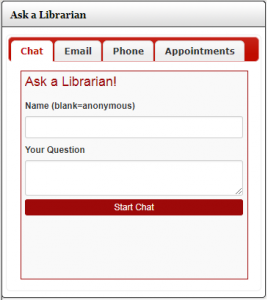 Ask a Librarian
Chat Email Phone Appointments
Ask a Librarian!
Name (blank=anonymous)
Your Question
Start Chat